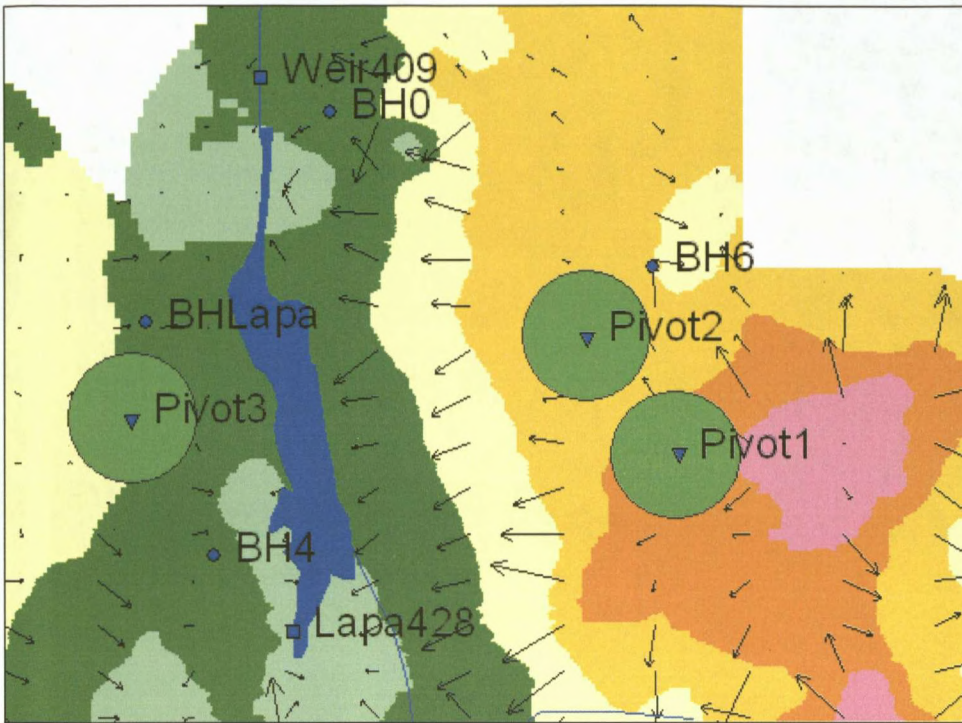 Weir409
BH0
BH6
BHLapa
Pivot2
Pivot3
Pivot1
BH4
Lapa428